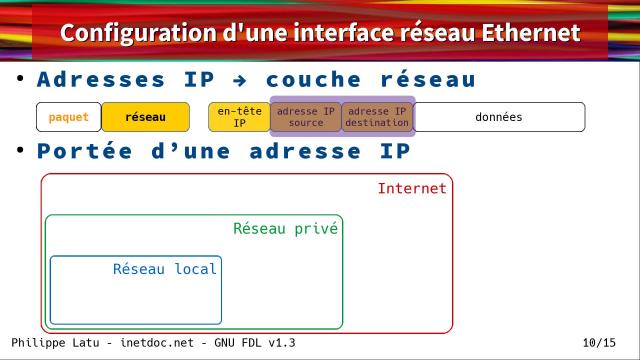 Configuration d'une interface réseau Ethernet
• Adresses IP → couche réseau
paquet réseau en-tête IP adresse IP source adresse IP destination données
• Portée d’une adresse IP
Internet
Réseau privé
Réseau local
Philippe Latu - inetdoc.net - GNU FDL v1.3 10/15